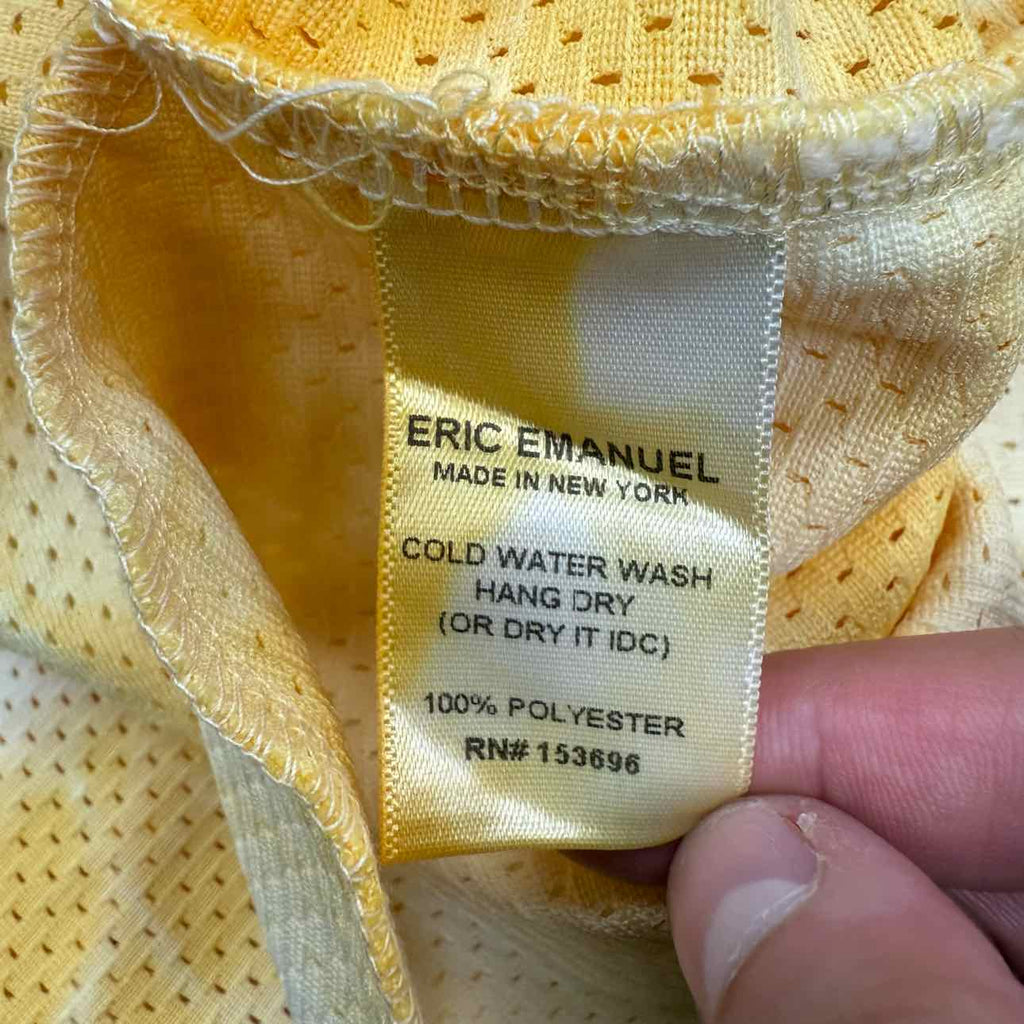 ERIC EMANUEL
MADE IN NEW YORK
COLD WATER WASH
HANG DRY
(OR DRY IT IDC)
100% POLYESTER
RN# 153696